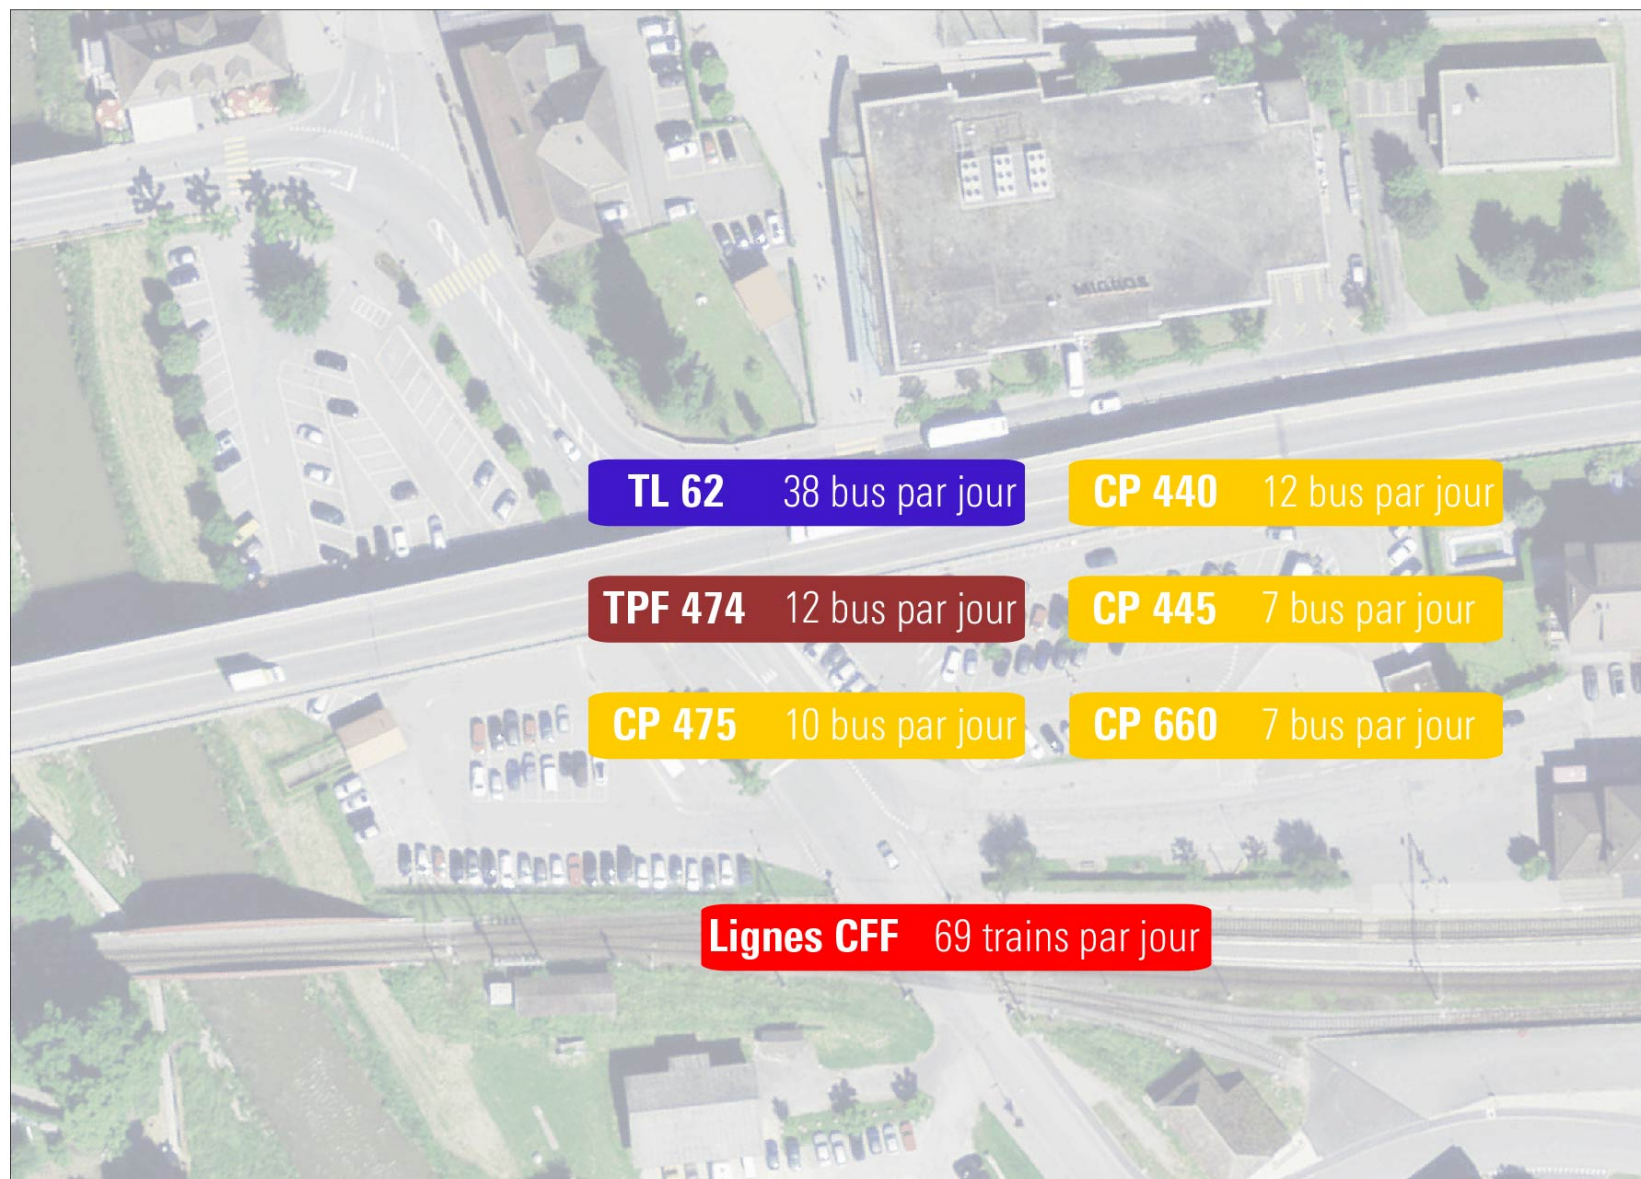 MIGROS
TL 62 38 bus par jour
CP 440 12 bus par jour
TPF 474 12 bus par jour
CP 445 7 bus par jour
CP 475 10 bus par jour
CP 660 7 bus par jour
Lignes CFF 69 trains par jour